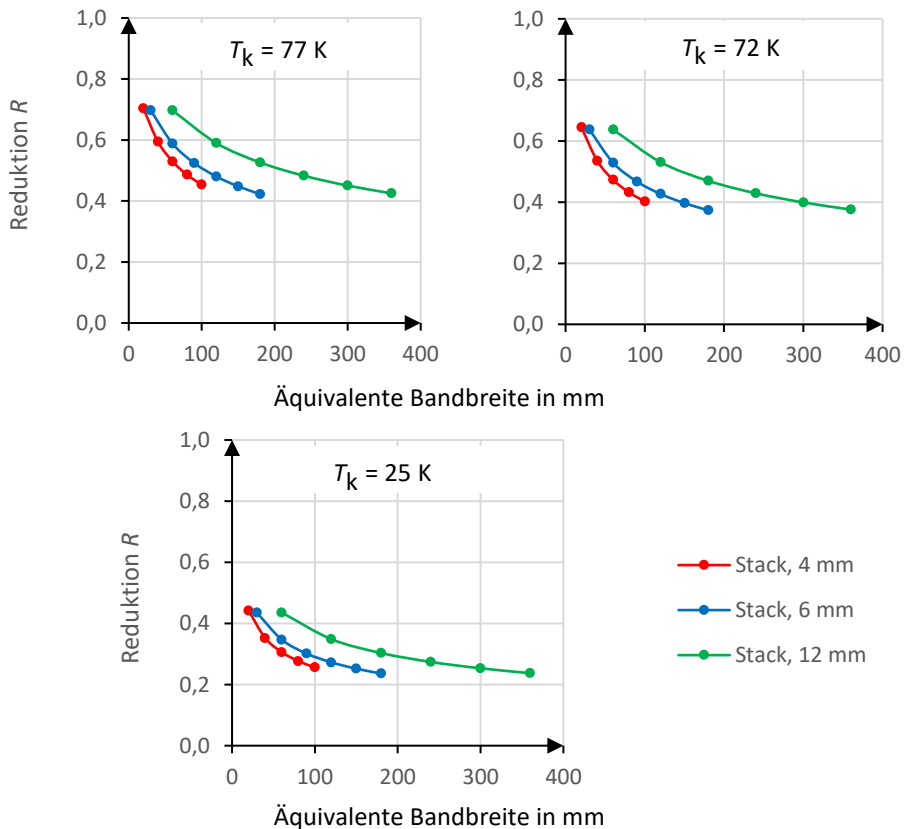 Reduktion R
1,0
0,8
0,6
0,4
0,2
0,0
Tk = 77 K
0 100 200 300 400
1,0
0,8
0,6
0,4
0,2
0,0
Tk = 72 K
0 100 200 300 400
Äquivalente Bandbreite in mm
Reduktion R
1,0
0,8
0,6
0,4
0,2
0,0
Tk = 25 K
0 100 200 300 400
Äquivalente Bandbreite in mm
Stack, 4 mm
Stack, 6 mm
Stack, 12 mm